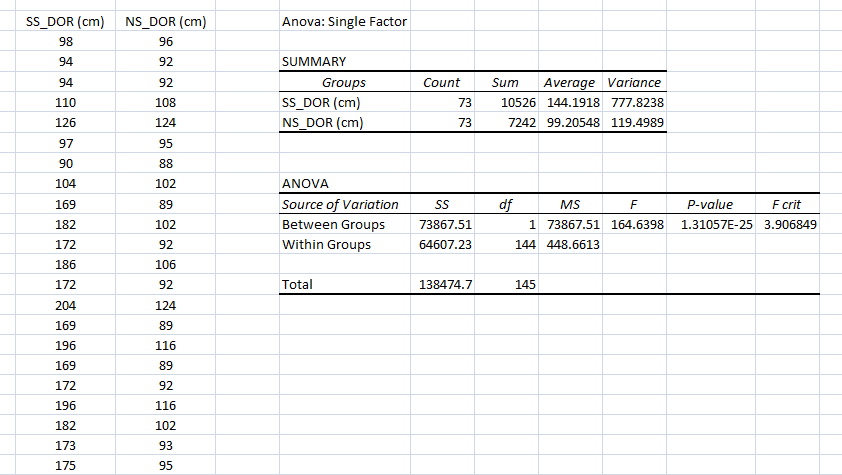 SS_DOR (cm) NS_DOR (cm) Anova: Single Factor
98 96
94 92 SUMMARY
94 92 Groups Count Sum Average Variance
110 108 SS_DOR (cm) 73 10526 144.1918 777.8238
126 124 NS_DOR (cm) 73 7242 99.20548 119.4989
97 95
90 88
104 102 ANOVA
169 89 Source of Variation SS df MS F P-value F crit
182 102 Between Groups 73867.51 1 73867.51 164.6398 1.31057E-25 3.906849
172 92 Within Groups 64607.23 144 448.6613
186 106
172 92 Total 138474.7 145
204 124
169 89
196 116
169 89
172 92
196 116
182 102
173 93
175 95